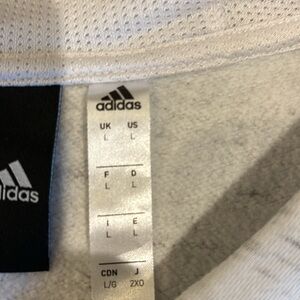 adidas
UK US
L L
F D
L L
I E
L L
CDN J
L/G 2XO
adidas